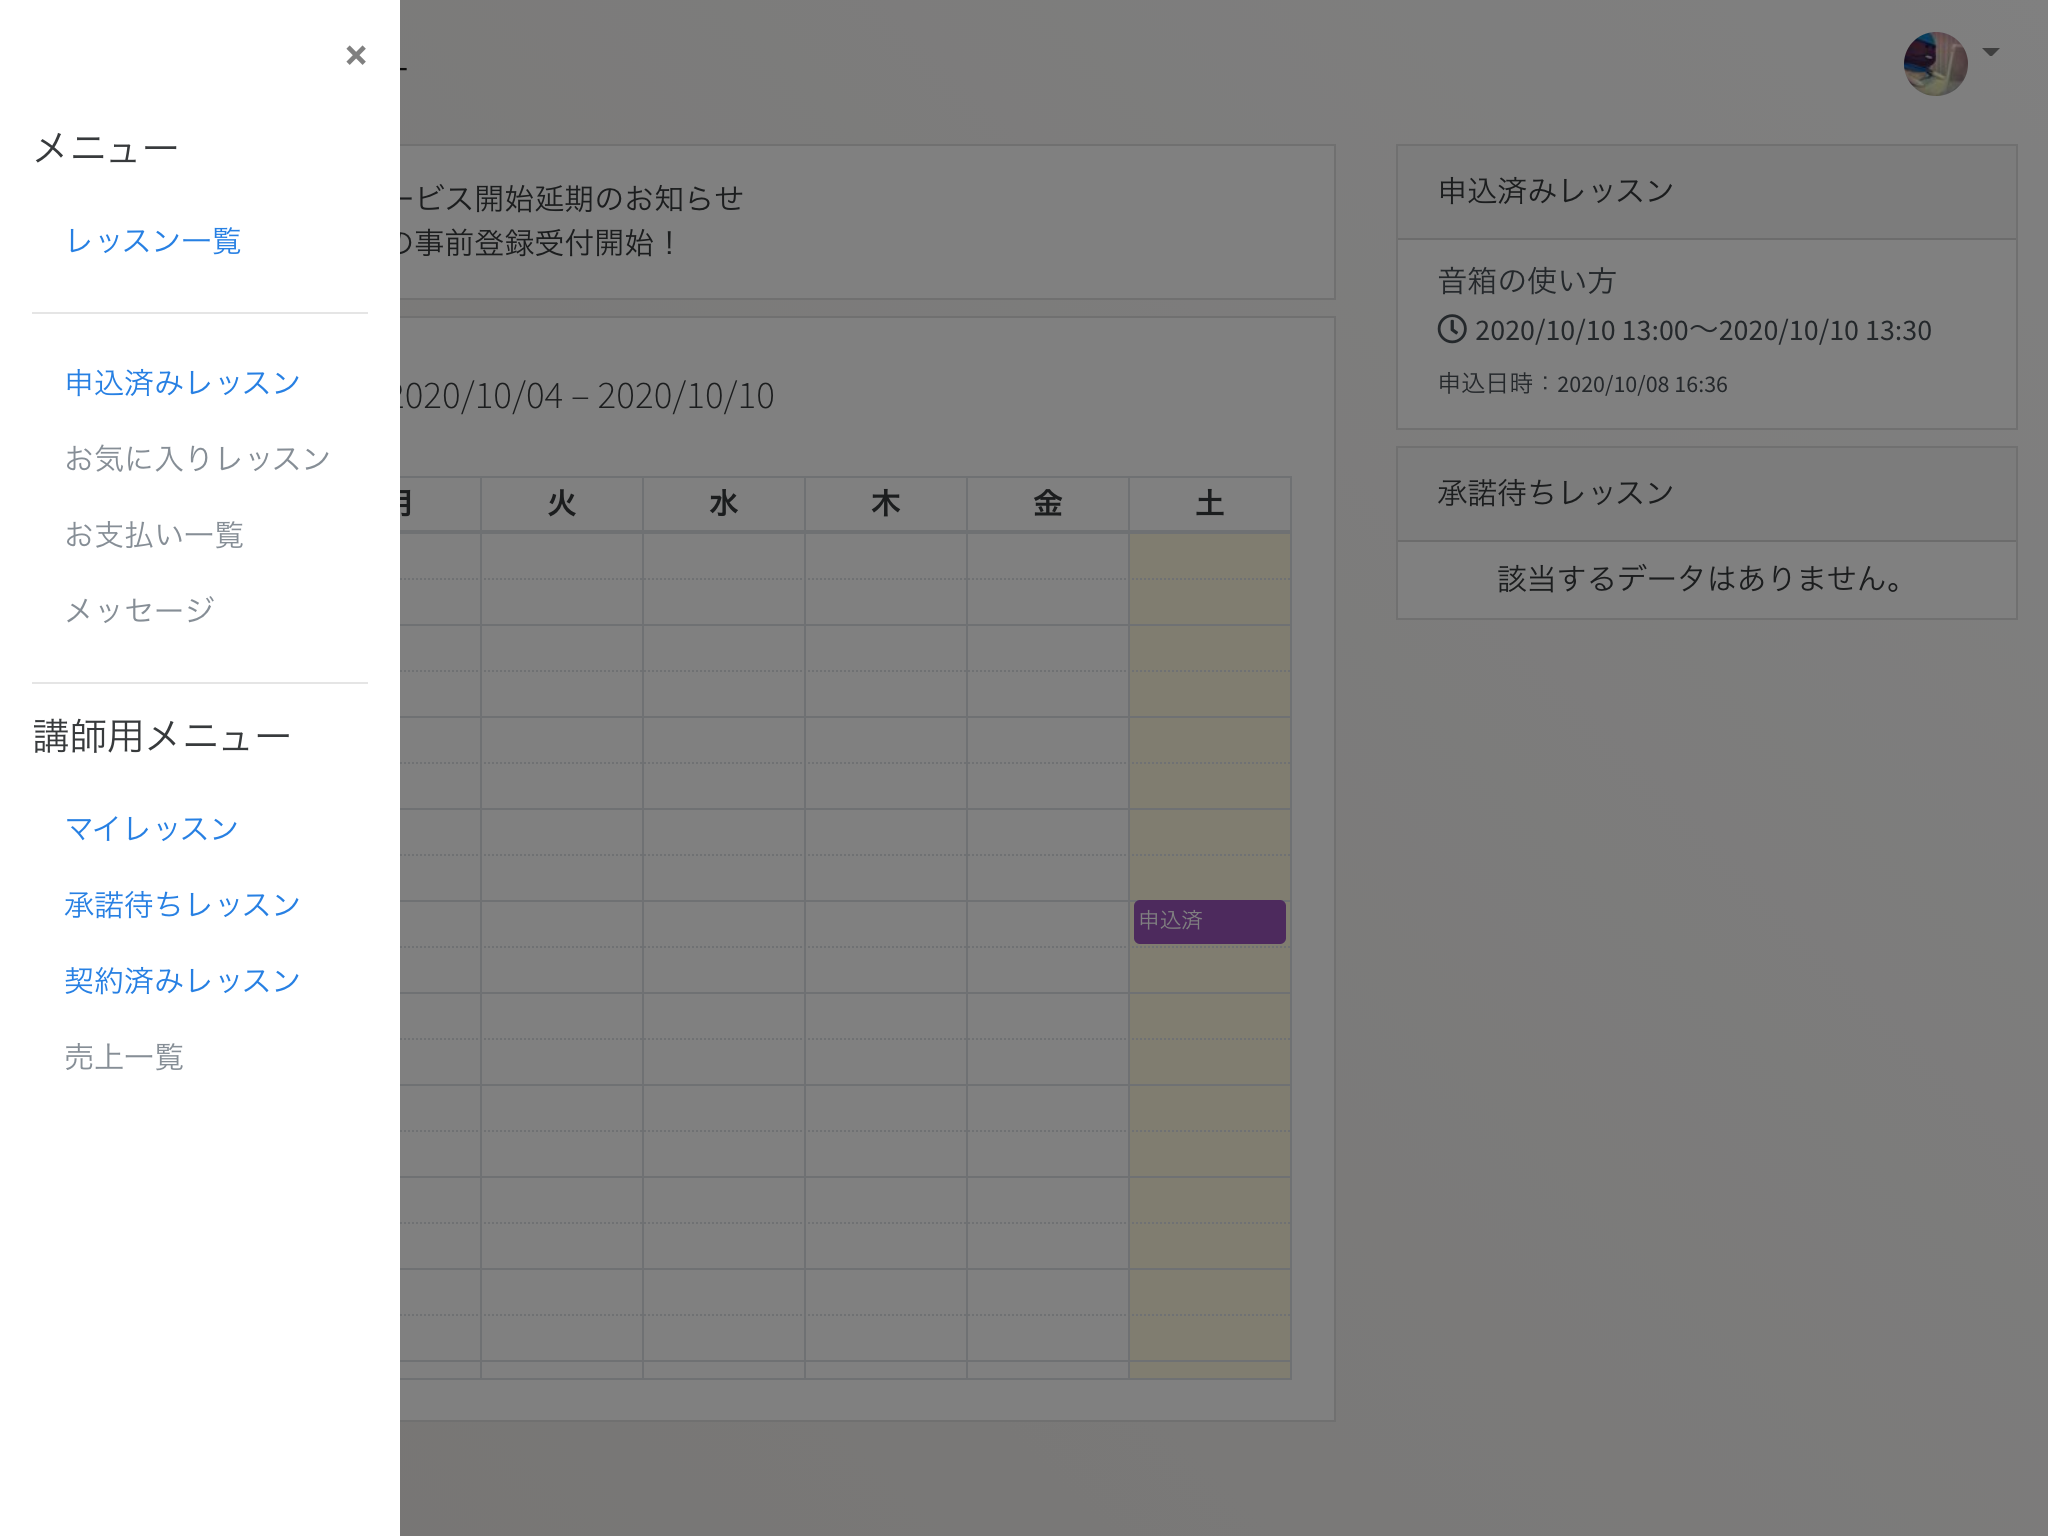 ×
メニュー
レッスン一覧
申込済みレッスン
お気に入りレッスン
お支払い一覧
メッセージ
講師用メニュー
マイレッスン
承諾待ちレッスン
契約済みレッスン
売上一覧
ービス開始延期のお知らせ
の事前登録受付開始！
2020/10/04 – 2020/10/10
月 火 水 木 金 土
申込済
申込済みレッスン
音箱の使い方
2020/10/10 13:00〜2020/10/10 13:30
申込日時：2020/10/08 16:36
承諾待ちレッスン
該当するデータはありません。